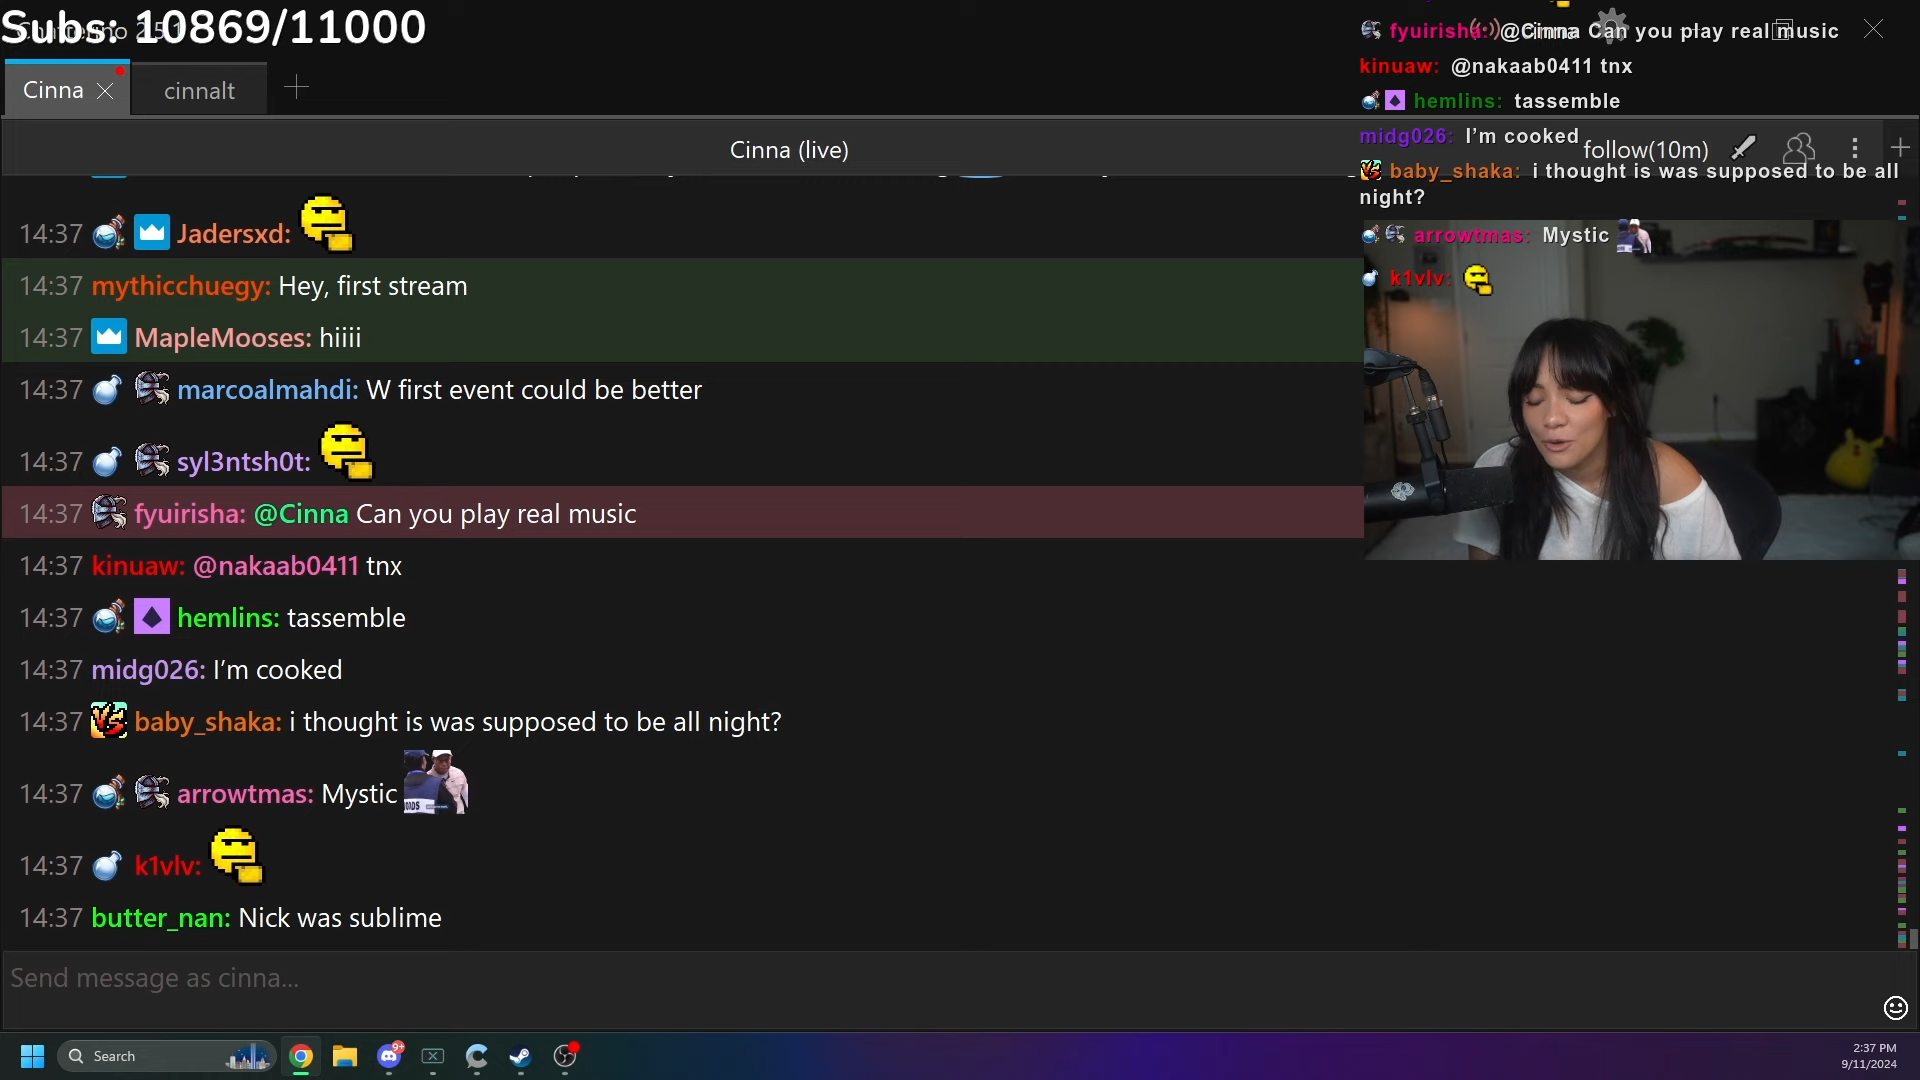 Subs: 10869/11000
Cinna
cinnalt
Cinna (live)
follow(10m)
14:37 Jadersxd:
14:37 mythicchuegy: Hey, first stream
14:37 MapleMooses: hiiii
14:37 marcoalmahdi: W first event could be better
14:37 syl3ntsh0t:
14:37 fyuirisha: @Cinna Can you play real music
14:37 kinuaw: @nakaab0411 tnx
14:37 hemlins: tassemble
14:37 midg026: I’m cooked
14:37 baby_shaka: i thought is was supposed to be all night?
14:37 arrowtmas: Mystic
14:37 k1vlv:
14:37 butter_nan: Nick was sublime
Send message as cinna...
fyuirisha: @Cinna Can you play real music
kinuaw: @nakaab0411 tnx
hemlins: tassemble
midg026: I’m cooked
baby_shaka: i thought is was supposed to be all
night?
arrowtmas: Mystic
k1vlv:
Search
9+
2:37 PM
9/11/2024